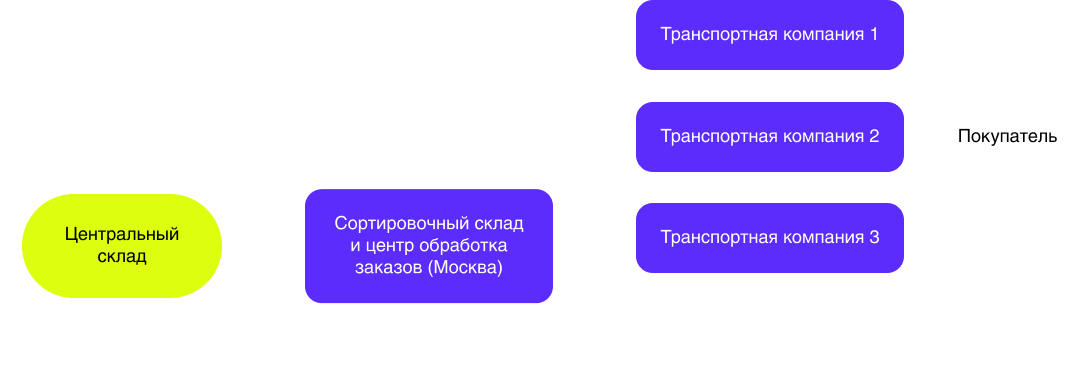 Транспортная компания 1
Транспортная компания 2
Покупатель
Центральный
склад
Сортировочный склад
и центр обработка
заказов (Москва)
Транспортная компания 3